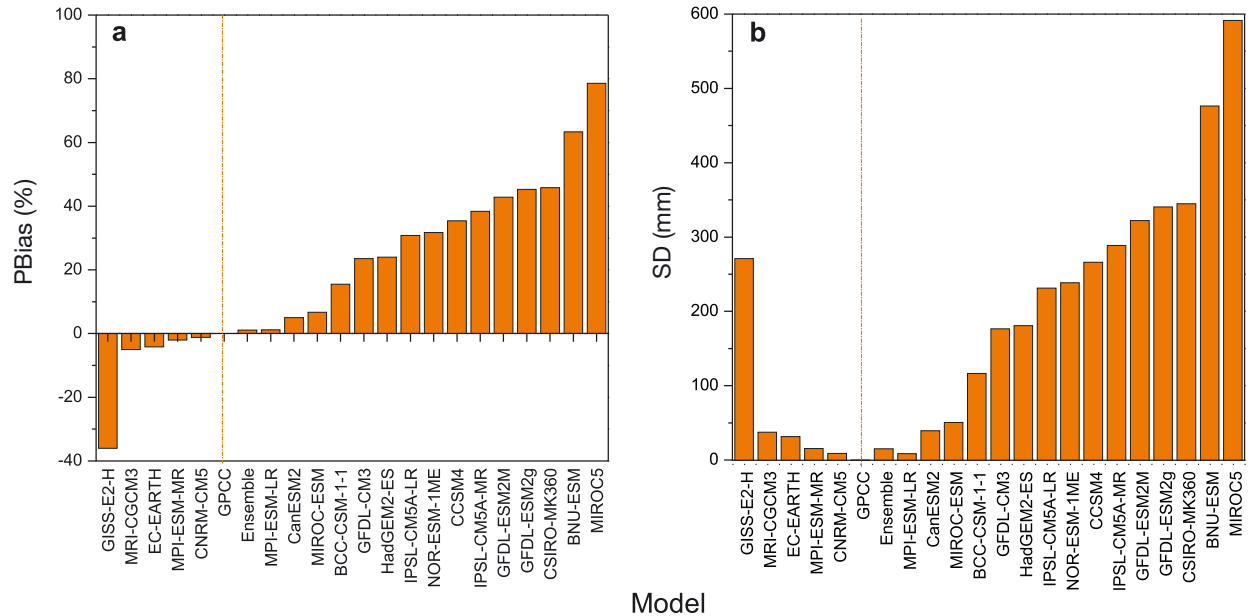 a
PBias (%)
100
80
60
40
20
0
-20
-40
GISS-E2-H
MRI-CGCM3
EC-EARTH
MPI-ESM-MR
CNRM-CM5
GPCC
Ensemble
MPI-ESM-LR
CanESM2
MIROC-ESM
BCC-CSM-1-1
GFDL-CM3
HadGEM2-ES
IPSL-CM5A-LR
NOR-ESM-1ME
CCSM4
IPSL-CM5A-MR
GFDL-ESM2M
GFDL-ESM2g
CSIRO-MK360
BNU-ESM
MIROC5
b
SD (mm)
600
500
400
300
200
100
0
GISS-E2-H
MRI-CGCM3
EC-EARTH
MPI-ESM-MR
CNRM-CM5
GPCC
Ensemble
MPI-ESM-LR
CanESM2
MIROC-ESM
BCC-CSM-1-1
GFDL-CM3
HadGEM2-ES
IPSL-CM5A-LR
NOR-ESM-1ME
CCSM4
IPSL-CM5A-MR
GFDL-ESM2M
GFDL-ESM2g
CSIRO-MK360
BNU-ESM
MIROC5
Model